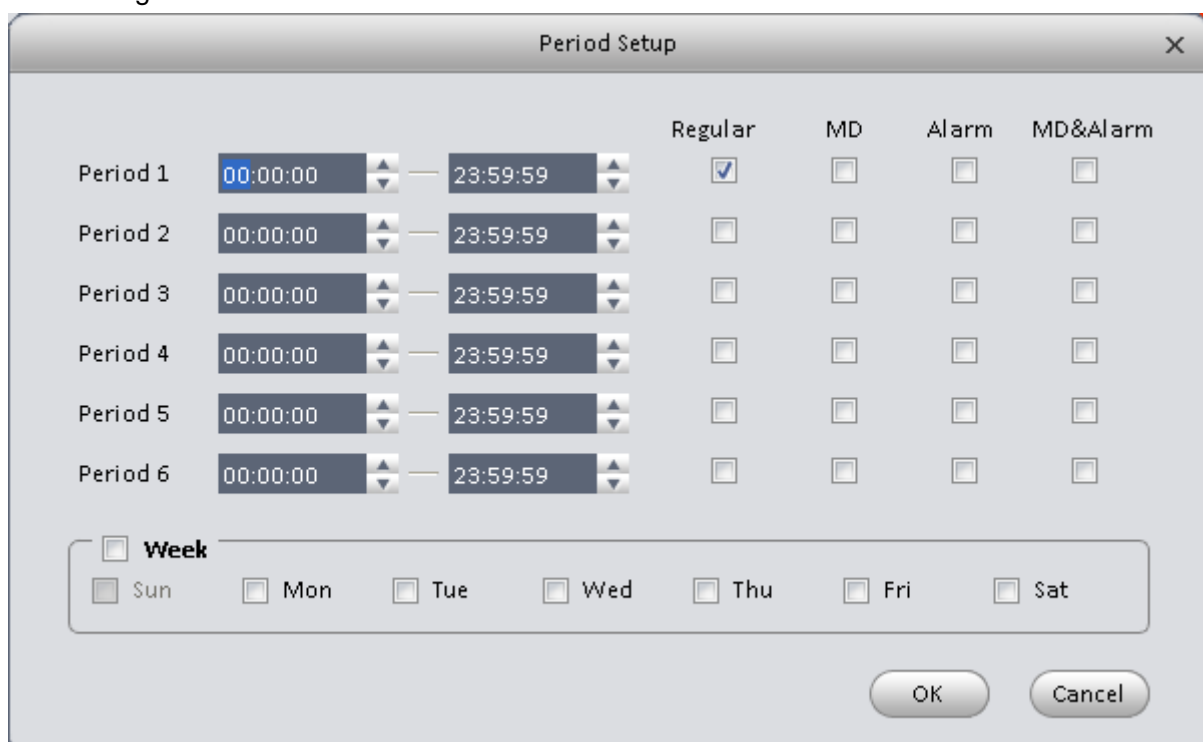 Period Setup
Regular MD Alarm MD&Alarm
Period 1 00:00:00 — 23:59:59
Period 2 00:00:00 — 23:59:59
Period 3 00:00:00 — 23:59:59
Period 4 00:00:00 — 23:59:59
Period 5 00:00:00 — 23:59:59
Period 6 00:00:00 — 23:59:59
Week
Sun Mon Tue Wed Thu Fri Sat
OK Cancel